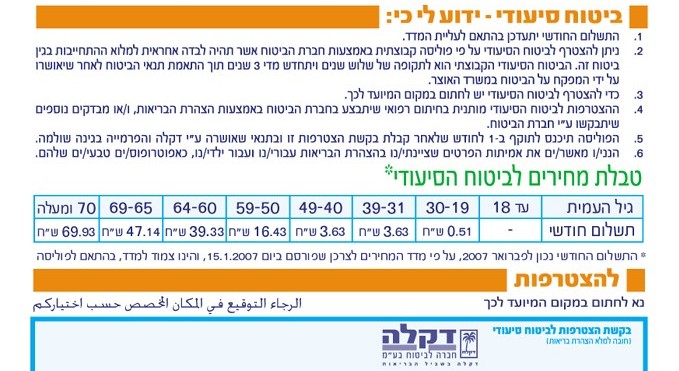 ביטוח סיעודי - ידוע לי כי:
1. התשלום החודשי יתעדכן בהתאם לעליית המדד.
2. ניתן להצטרף לביטוח הסיעודי על פי פוליסה קבוצתית באמצעות חברת הביטוח אשר תהיה לבדה אחראית למלוא ההתחייבות בגין
ביטוח זה. הביטוח הסיעודי הקבוצתי הוא לתקופה של שלוש שנים ויתחדש מדי 3 שנים תוך התאמת תנאי הביטוח לאחר שיאושרו
על ידי המפקח על הביטוח במשרד האוצר.
3. כדי להצטרף לביטוח הסיעודי יש לחתום במקום המיועד לכך.
4. ההצטרפות לביטוח הסיעודי מותנית בחיתום רפואי שיתבצע בחברת הביטוח באמצעות הצהרת הבריאות, ו/או מבדקים נוספים
שיתבקשו ע"י חברת הביטוח.
5. הפוליסה תיכנס לתוקף ב-1 לחודש שלאחר קבלת בקשת הצטרפות זו ובתנאי שאושרה ע"י דקלה והפרמייה בגינה שולמה.
6. הנני/ו מאשר/ים את אמיתות הפרטים שציינתי/נו בהצהרת הבריאות עבורי/נו ועבור ילדי/נו, כאפוטרופוס/ים טבעי/ים שלהם.
טבלת מחירים לביטוח הסיעודי*
גיל העמית עד 18 30-19 39-31 49-40 59-50 64-60 69-65 70 ומעלה
תשלום חודשי - 0.51 ש"ח 3.63 ש"ח 3.63 ש"ח 16.43 ש"ח 39.33 ש"ח 47.14 ש"ח 69.93 ש"ח
* התשלום החודשי נכון לפברואר 2007, על פי מדד המחירים לצרכן שפורסם ביום 15.1.2007, והינו צמוד למדד, בהתאם לפוליסה
להצטרפות
נא לחתום במקום המיועד לכך الرجاء التوقيع في المكان المخصص حسب اختياركم
בקשת הצטרפות לביטוח סיעודי
(חובה למלא הצהרת בריאות)
דקלה
חברה לביטוח בע"מ
דקלה בשביל הבריאות